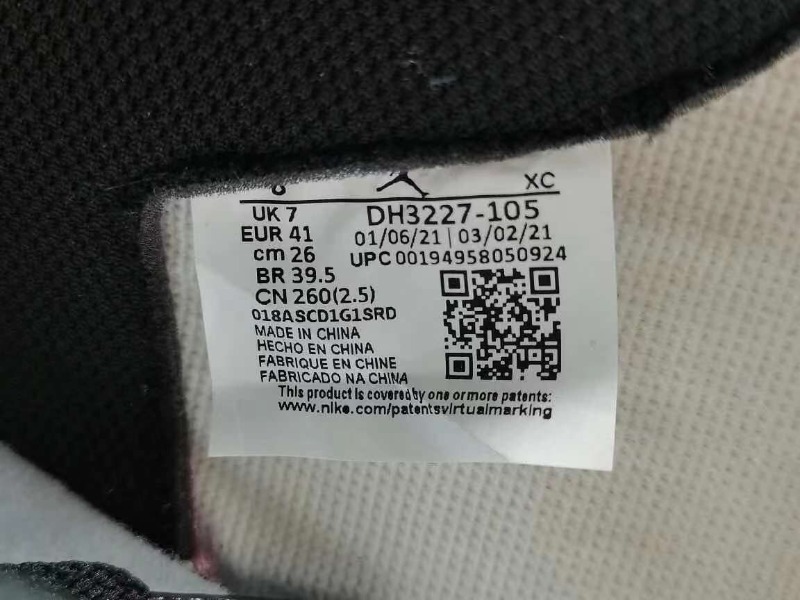 XC
UK 7
DH3227-105
EUR 41
01/06/21 | 03/02/21
cm 26
UPC 00194958050924
BR 39.5
CN 260(2.5)
018ASCD1G1SRD
MADE IN CHINA
HECHO EN CHINA
FABRIQUE EN CHINE
FABRICADO NA CHINA
This product is covered by one or more patents:
www.nike.com/patentsvirtualmarking